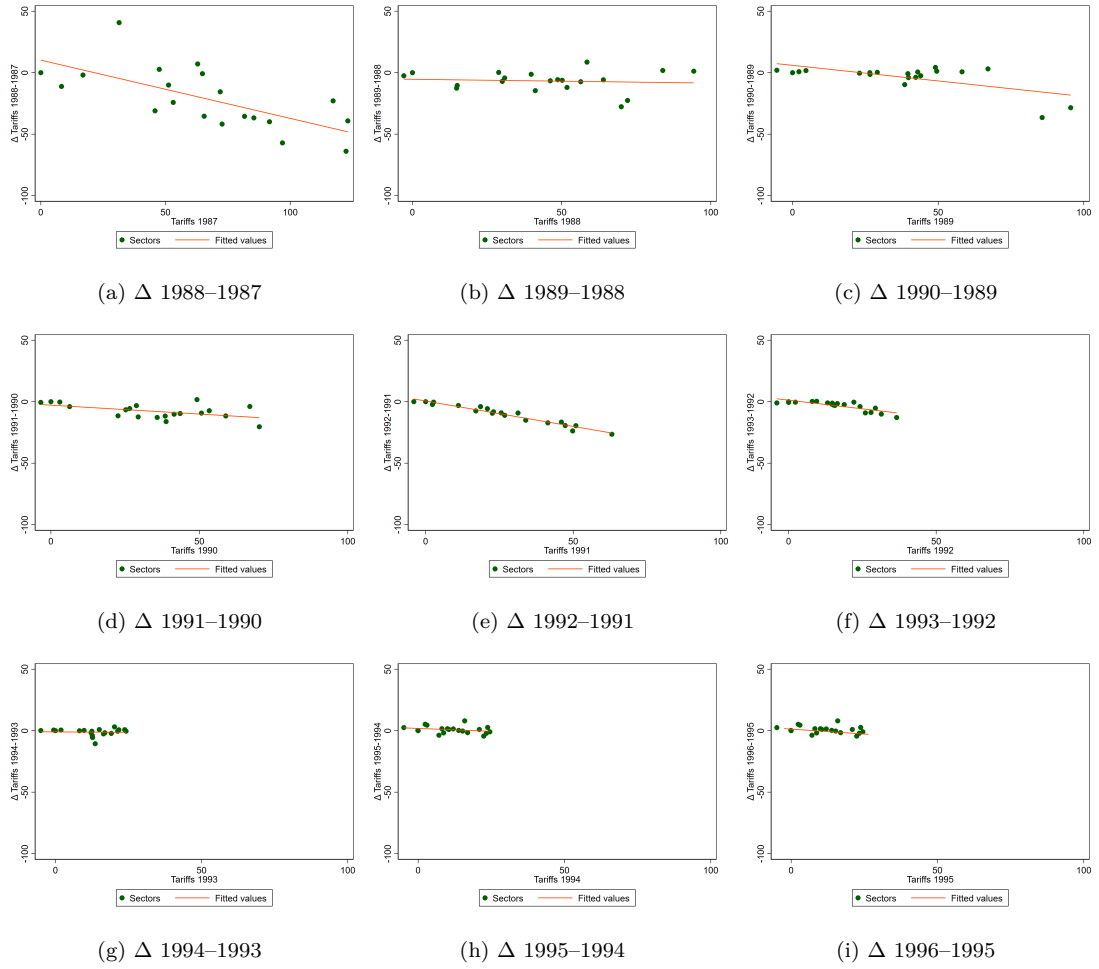 50
0
-50
-100
Δ Tariffs 1988-1987
0 50 100
Tariffs 1987
Sectors Fitted values
(a) Δ 1988–1987
50
0
-50
-100
Δ Tariffs 1989-1988
0 50 100
Tariffs 1988
Sectors Fitted values
(b) Δ 1989–1988
50
0
-50
-100
Δ Tariffs 1990-1989
0 50 100
Tariffs 1989
Sectors Fitted values
(c) Δ 1990–1989
50
0
-50
-100
Δ Tariffs 1991-1990
0 50 100
Tariffs 1990
Sectors Fitted values
(d) Δ 1991–1990
50
0
-50
-100
Δ Tariffs 1992-1991
0 50 100
Tariffs 1991
Sectors Fitted values
(e) Δ 1992–1991
50
0
-50
-100
Δ Tariffs 1993-1992
0 50 100
Tariffs 1992
Sectors Fitted values
(f) Δ 1993–1992
50
0
-50
-100
Δ Tariffs 1994-1993
0 50 100
Tariffs 1993
Sectors Fitted values
(g) Δ 1994–1993
50
0
-50
-100
Δ Tariffs 1995-1994
0 50 100
Tariffs 1994
Sectors Fitted values
(h) Δ 1995–1994
50
0
-50
-100
Δ Tariffs 1996-1995
0 50 100
Tariffs 1995
Sectors Fitted values
(i) Δ 1996–1995